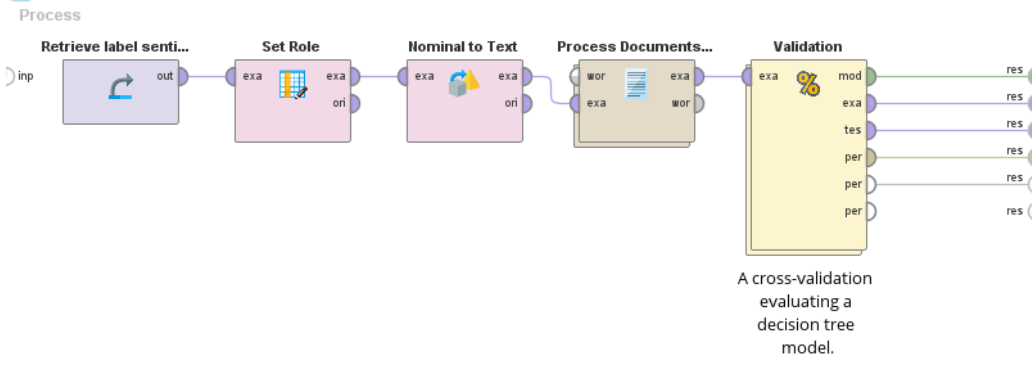 Process
Retrieve label senti...
Set Role
Nominal to Text
Process Documents...
Validation
inp
out
exa
exa
ori
exa
exa
ori
wor
exa
exa
wor
exa
mod
exa
tes
per
per
per
res
res
res
res
res
res
A cross-validation
evaluating a
decision tree
model.